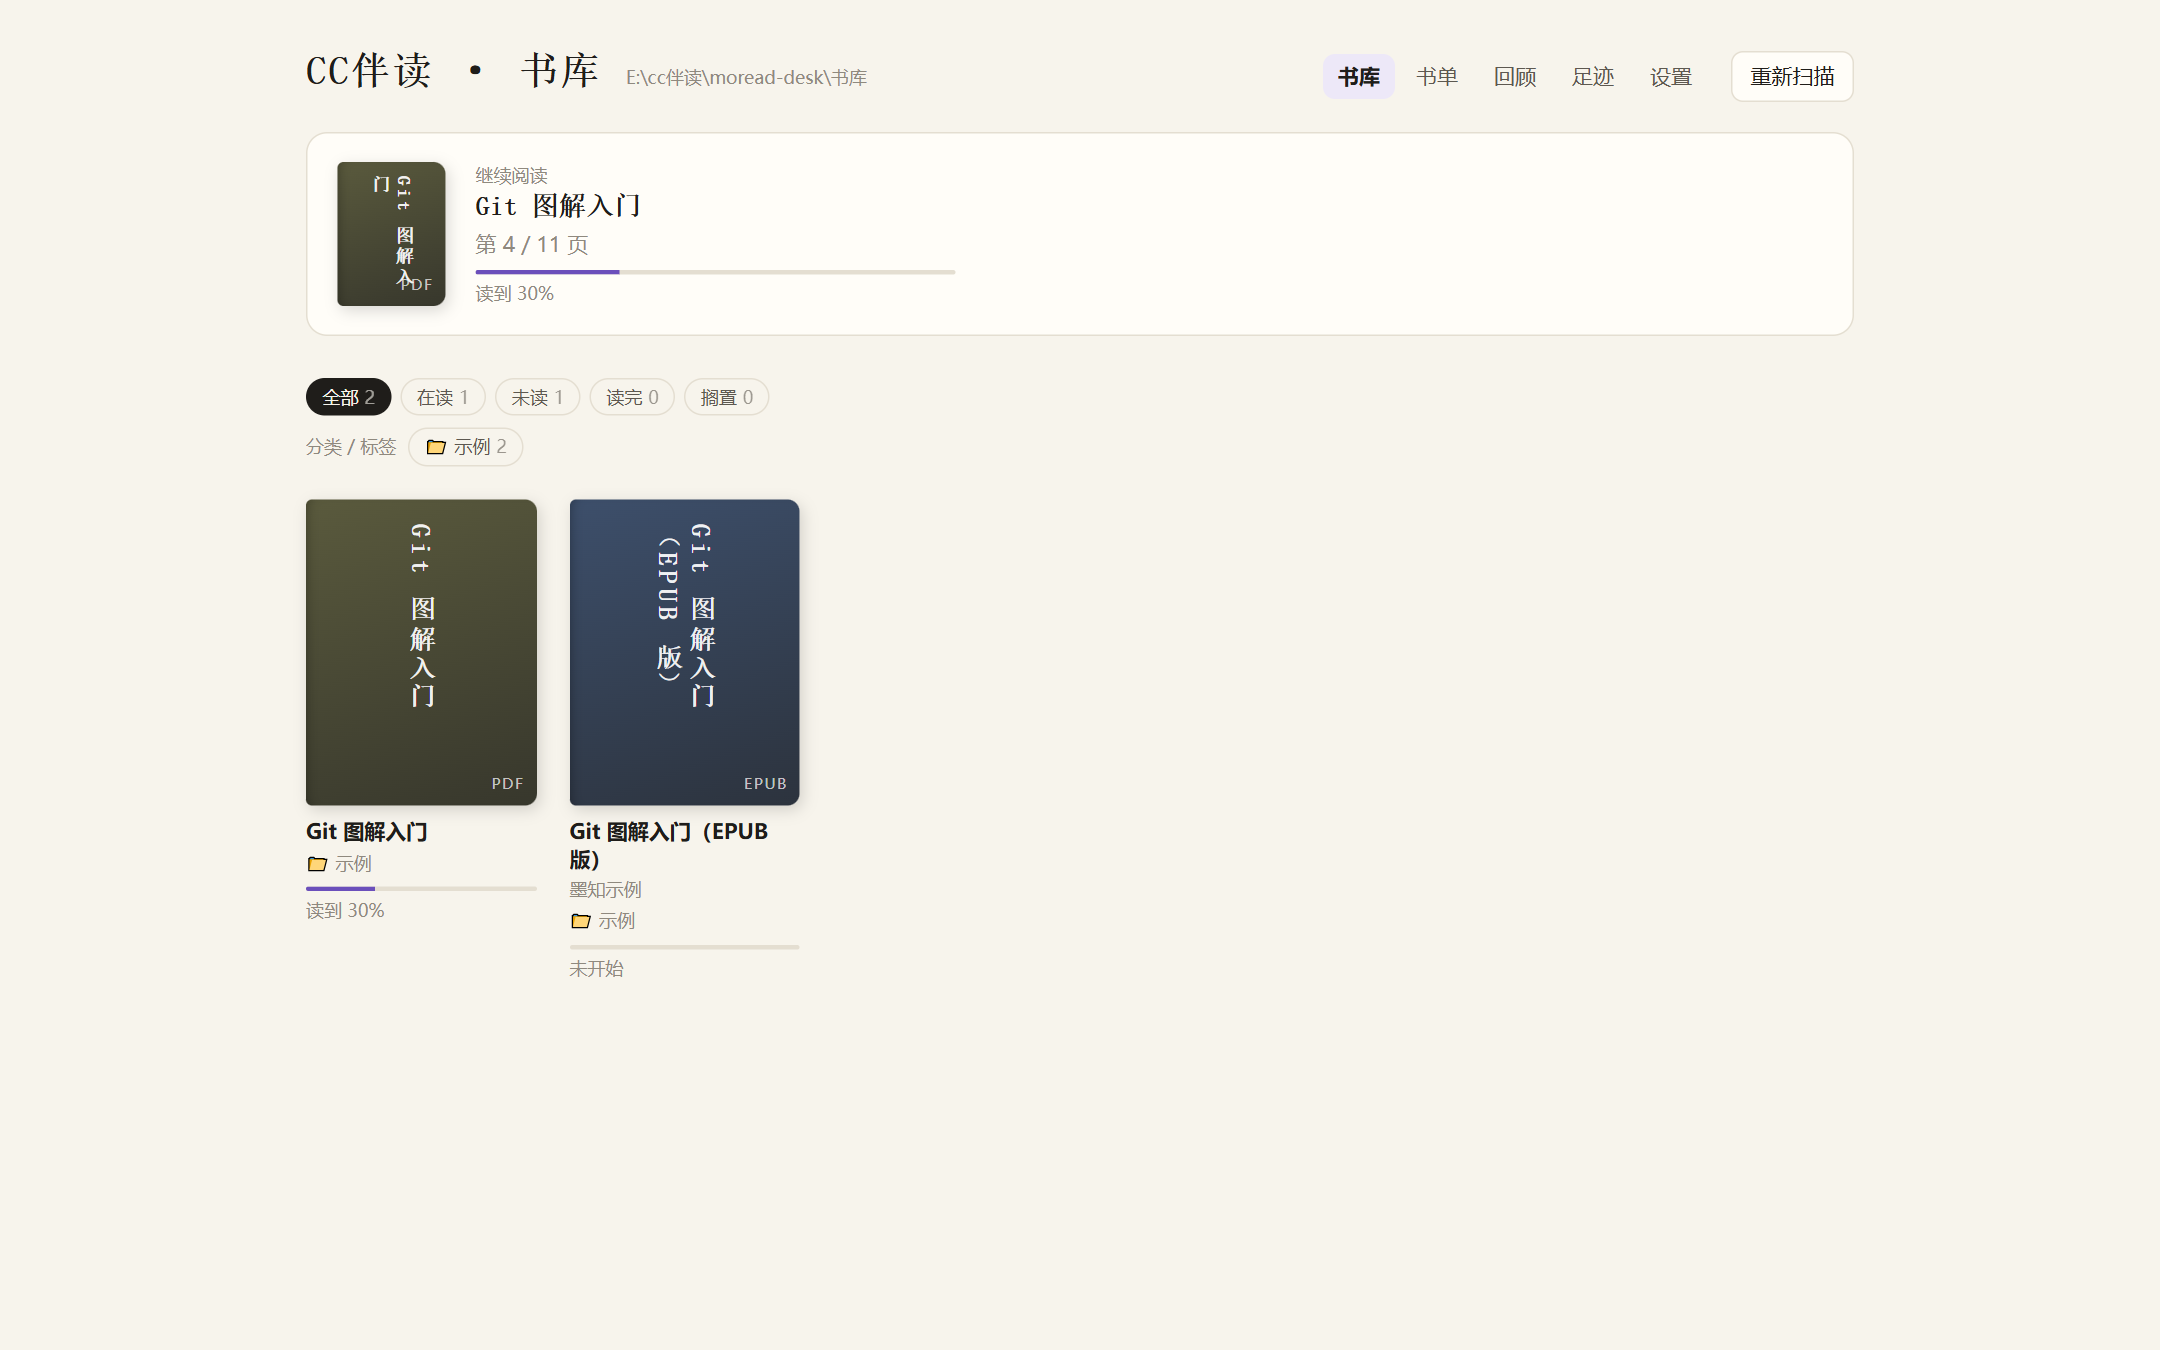 CC伴读 · 书库
E:\cc伴读\moread-desk\书库
书库
书单
回顾
足迹
设置
重新扫描
Git 图解入
门
PDF
继续阅读
Git 图解入门
第 4 / 11 页
读到 30%
全部 2
在读 1
未读 1
读完 0
搁置 0
分类 / 标签
示例 2
Git 图解入门
PDF
Git 图解入门
（EPUB 版）
EPUB
Git 图解入门
示例
读到 30%
Git 图解入门（EPUB
版）
墨知示例
示例
未开始